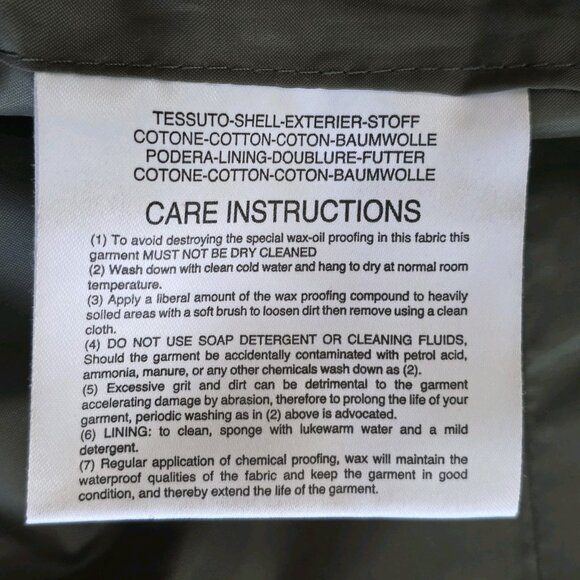 TESSUTO-SHELL-EXTERIER-STOFF
COTONE-COTTON-COTON-BAUMWOLLE
PODERA-LINING-DOUBLURE-FUTTER
COTONE-COTTON-COTON-BAUMWOLLE
CARE INSTRUCTIONS
(1) To avoid destroying the special wax-oil proofing in this fabric this
garment MUST NOT BE DRY CLEANED
(2) Wash down with clean cold water and hang to dry at normal room
temperature.
(3) Apply a liberal amount of the wax proofing compound to heavily
soiled areas with a soft brush to loosen dirt then remove using a clean
cloth.
(4) DO NOT USE SOAP DETERGENT OR CLEANING FLUIDS,
Should the garment be accidentally contaminated with petrol acid,
ammonia, manure, or any other chemicals wash down as (2).
(5) Excessive grit and dirt can be detrimental to the garment
accelerating damage by abrasion, therefore to prolong the life of your
garment, periodic washing as in (2) above is advocated.
(6) LINING: to clean, sponge with lukewarm water and a mild
detergent.
(7) Regular application of chemical proofing, wax will maintain the
waterproof qualities of the fabric and keep the garment in good
condition, and thereby extend the life of the garment.